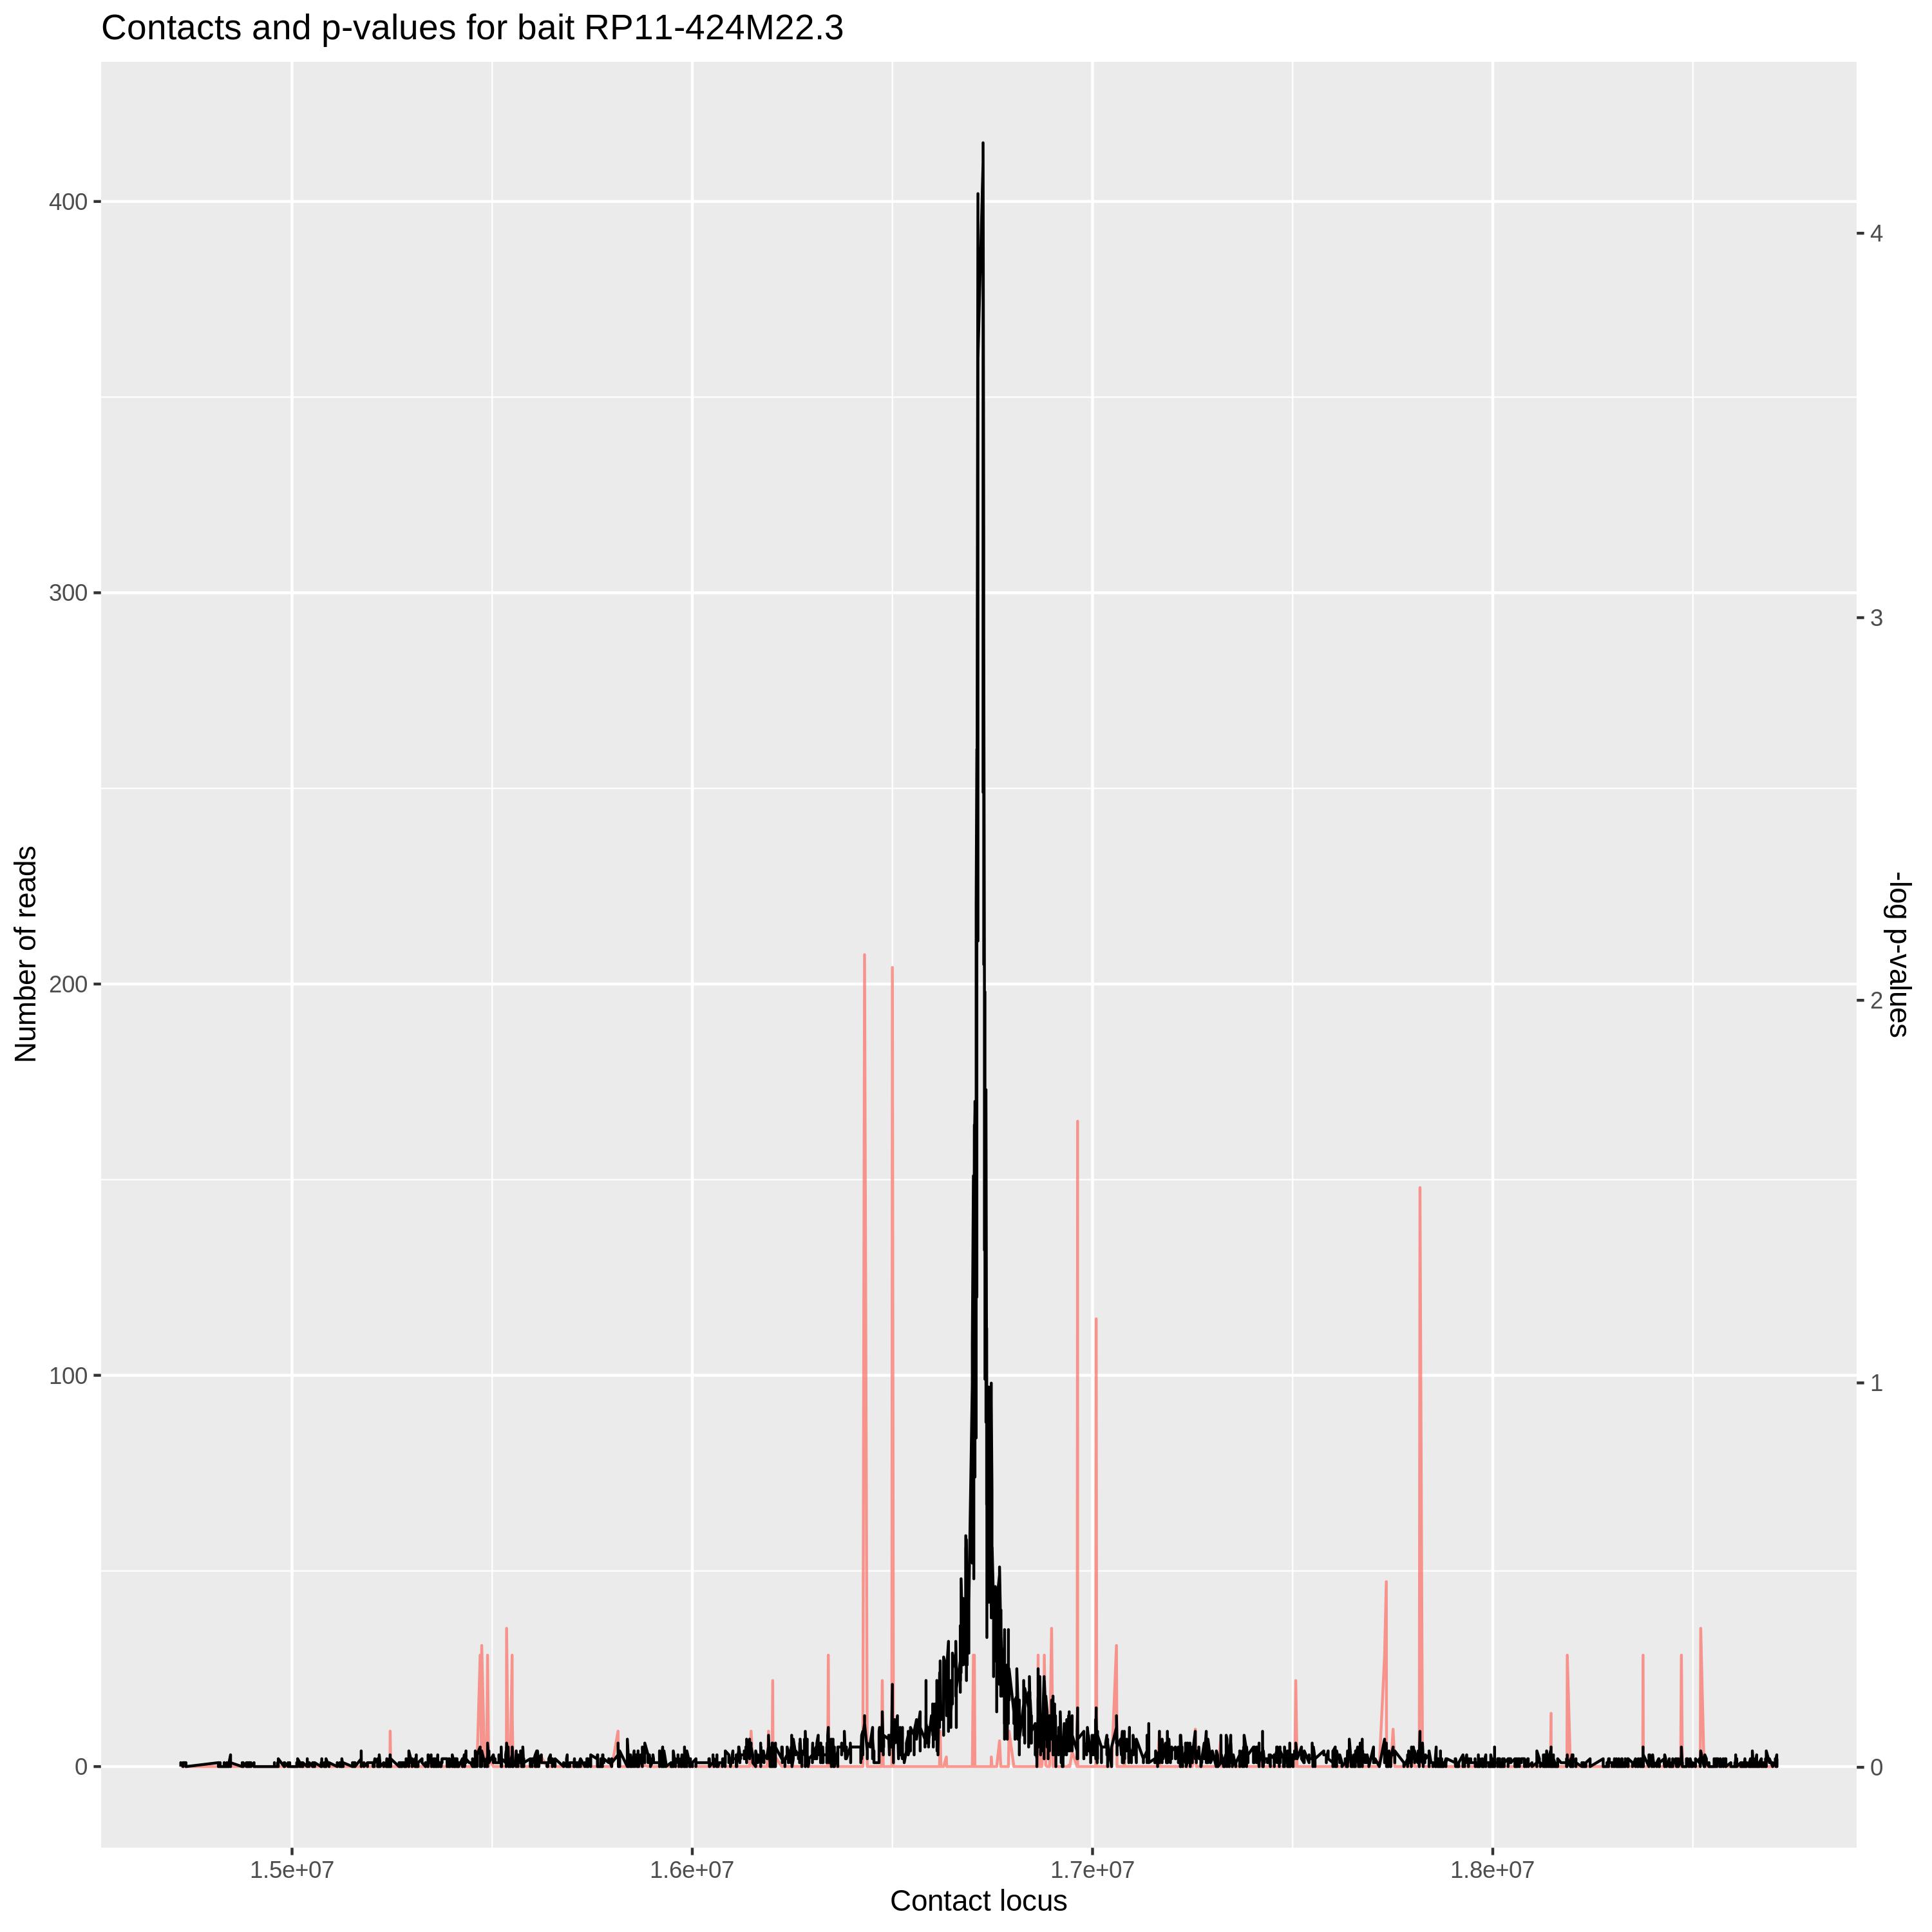 Contacts and p-values for bait RP11-424M22.3
400
300
200
100
0
Number of reads
4
3
2
1
0
-log p-values
1.5e+07 1.6e+07 1.7e+07 1.8e+07
Contact locus